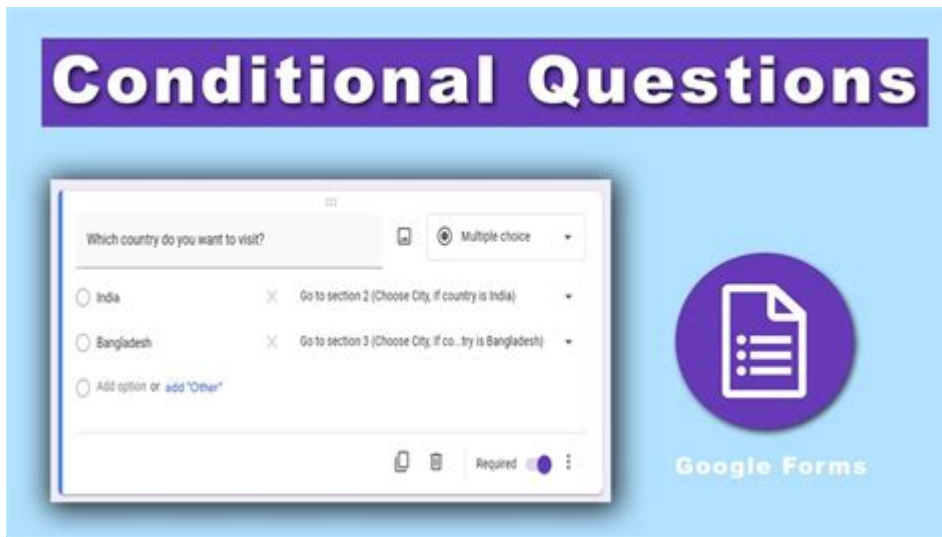 Conditional Questions
Which country do you want to visit?
Multiple choice
India
Go to section 2 (Choose City, If country is India)
Bangladesh
Go to section 3 (Choose City, If co...try is Bangladesh)
Add option or add "Other"
Required
Google Forms